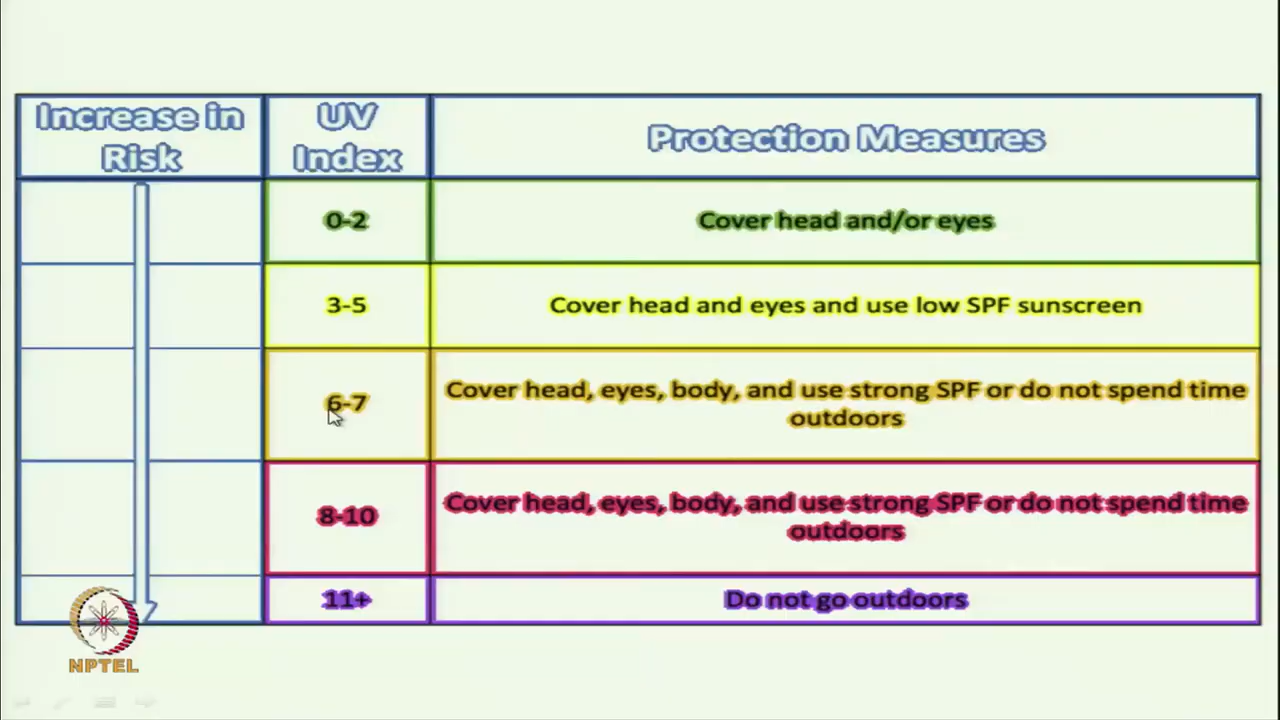 Increase in
Risk
UV
Index
Protection Measures
0-2
Cover head and/or eyes
3-5
Cover head and eyes and use low SPF sunscreen
6-7
Cover head, eyes, body, and use strong SPF or do not spend time
outdoors
8-10
Cover head, eyes, body, and use strong SPF or do not spend time
outdoors
11+
Do not go outdoors
NPTEL